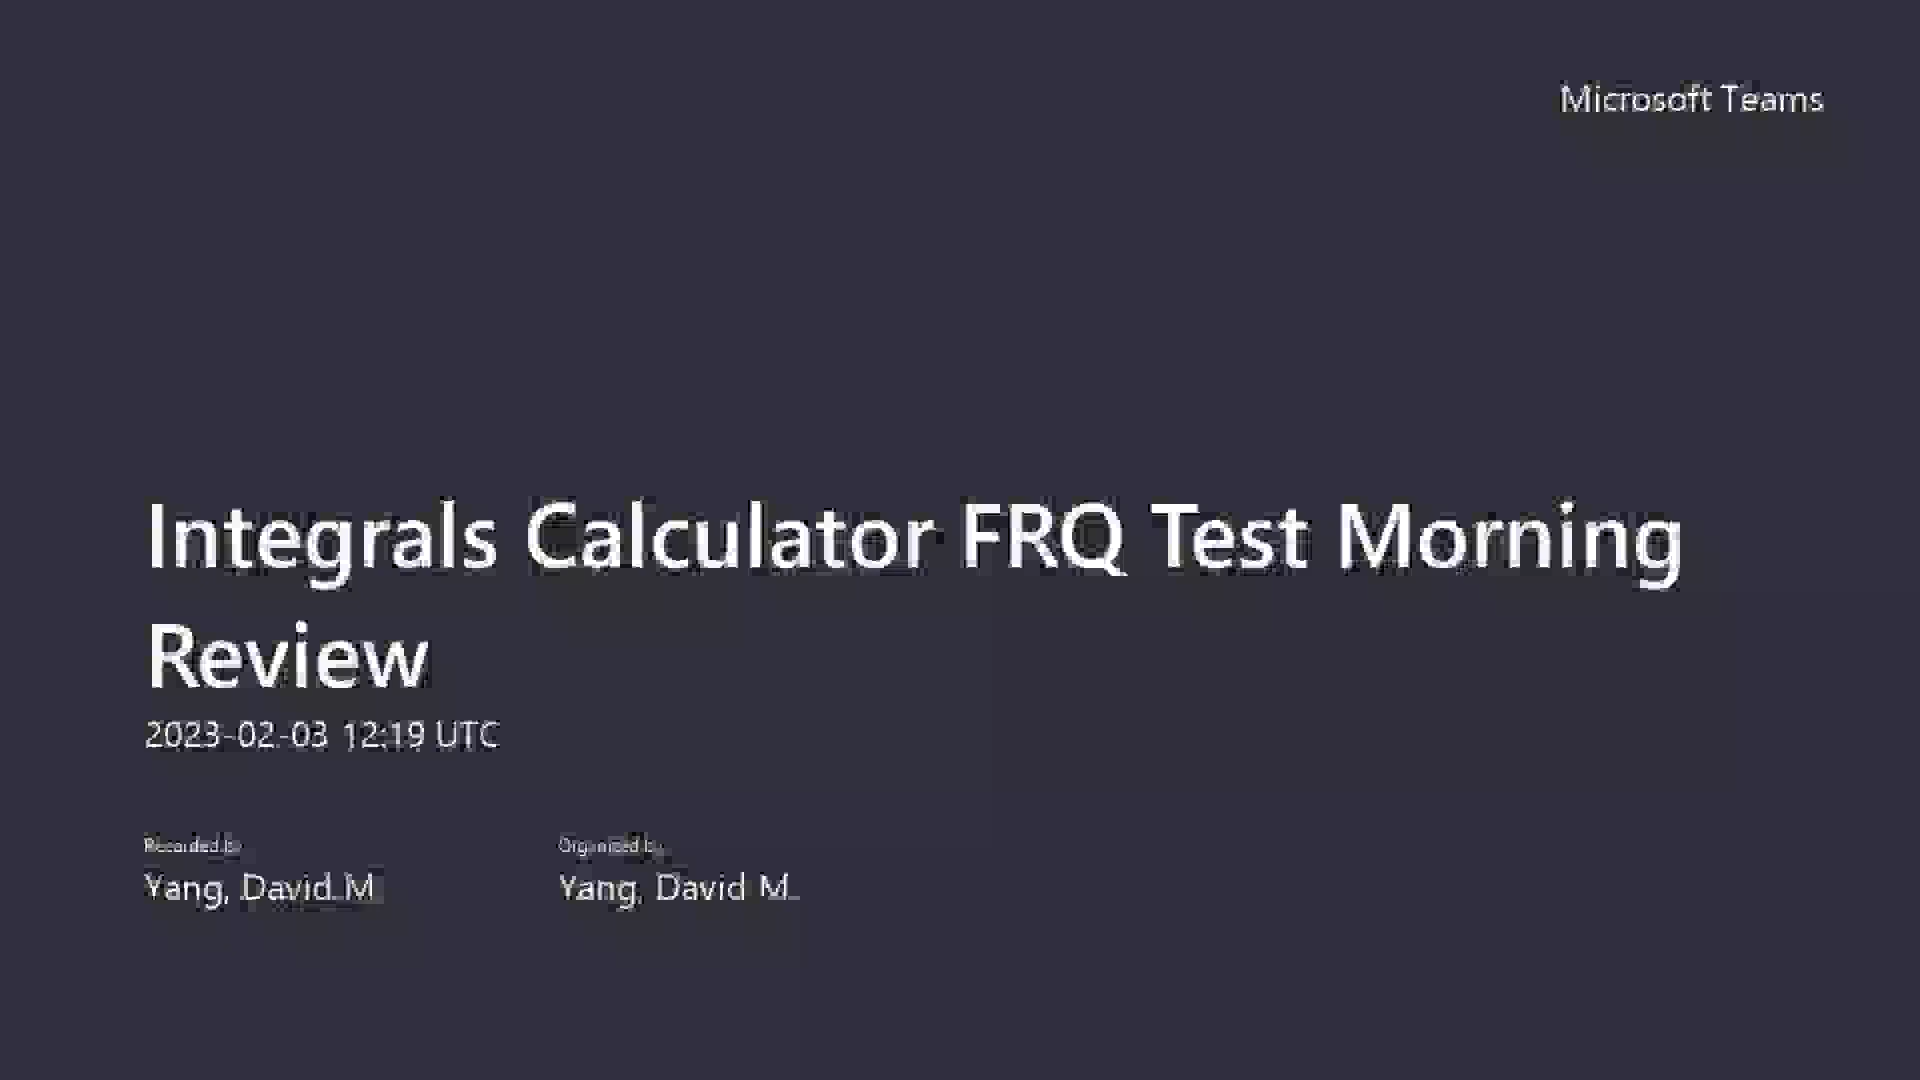 Microsoft Teams
Integrals Calculator FRQ Test Morning
Review
2023-02-03 12:19 UTC
Recorded by
Organized by
Yang, David M.
Yang, David M.